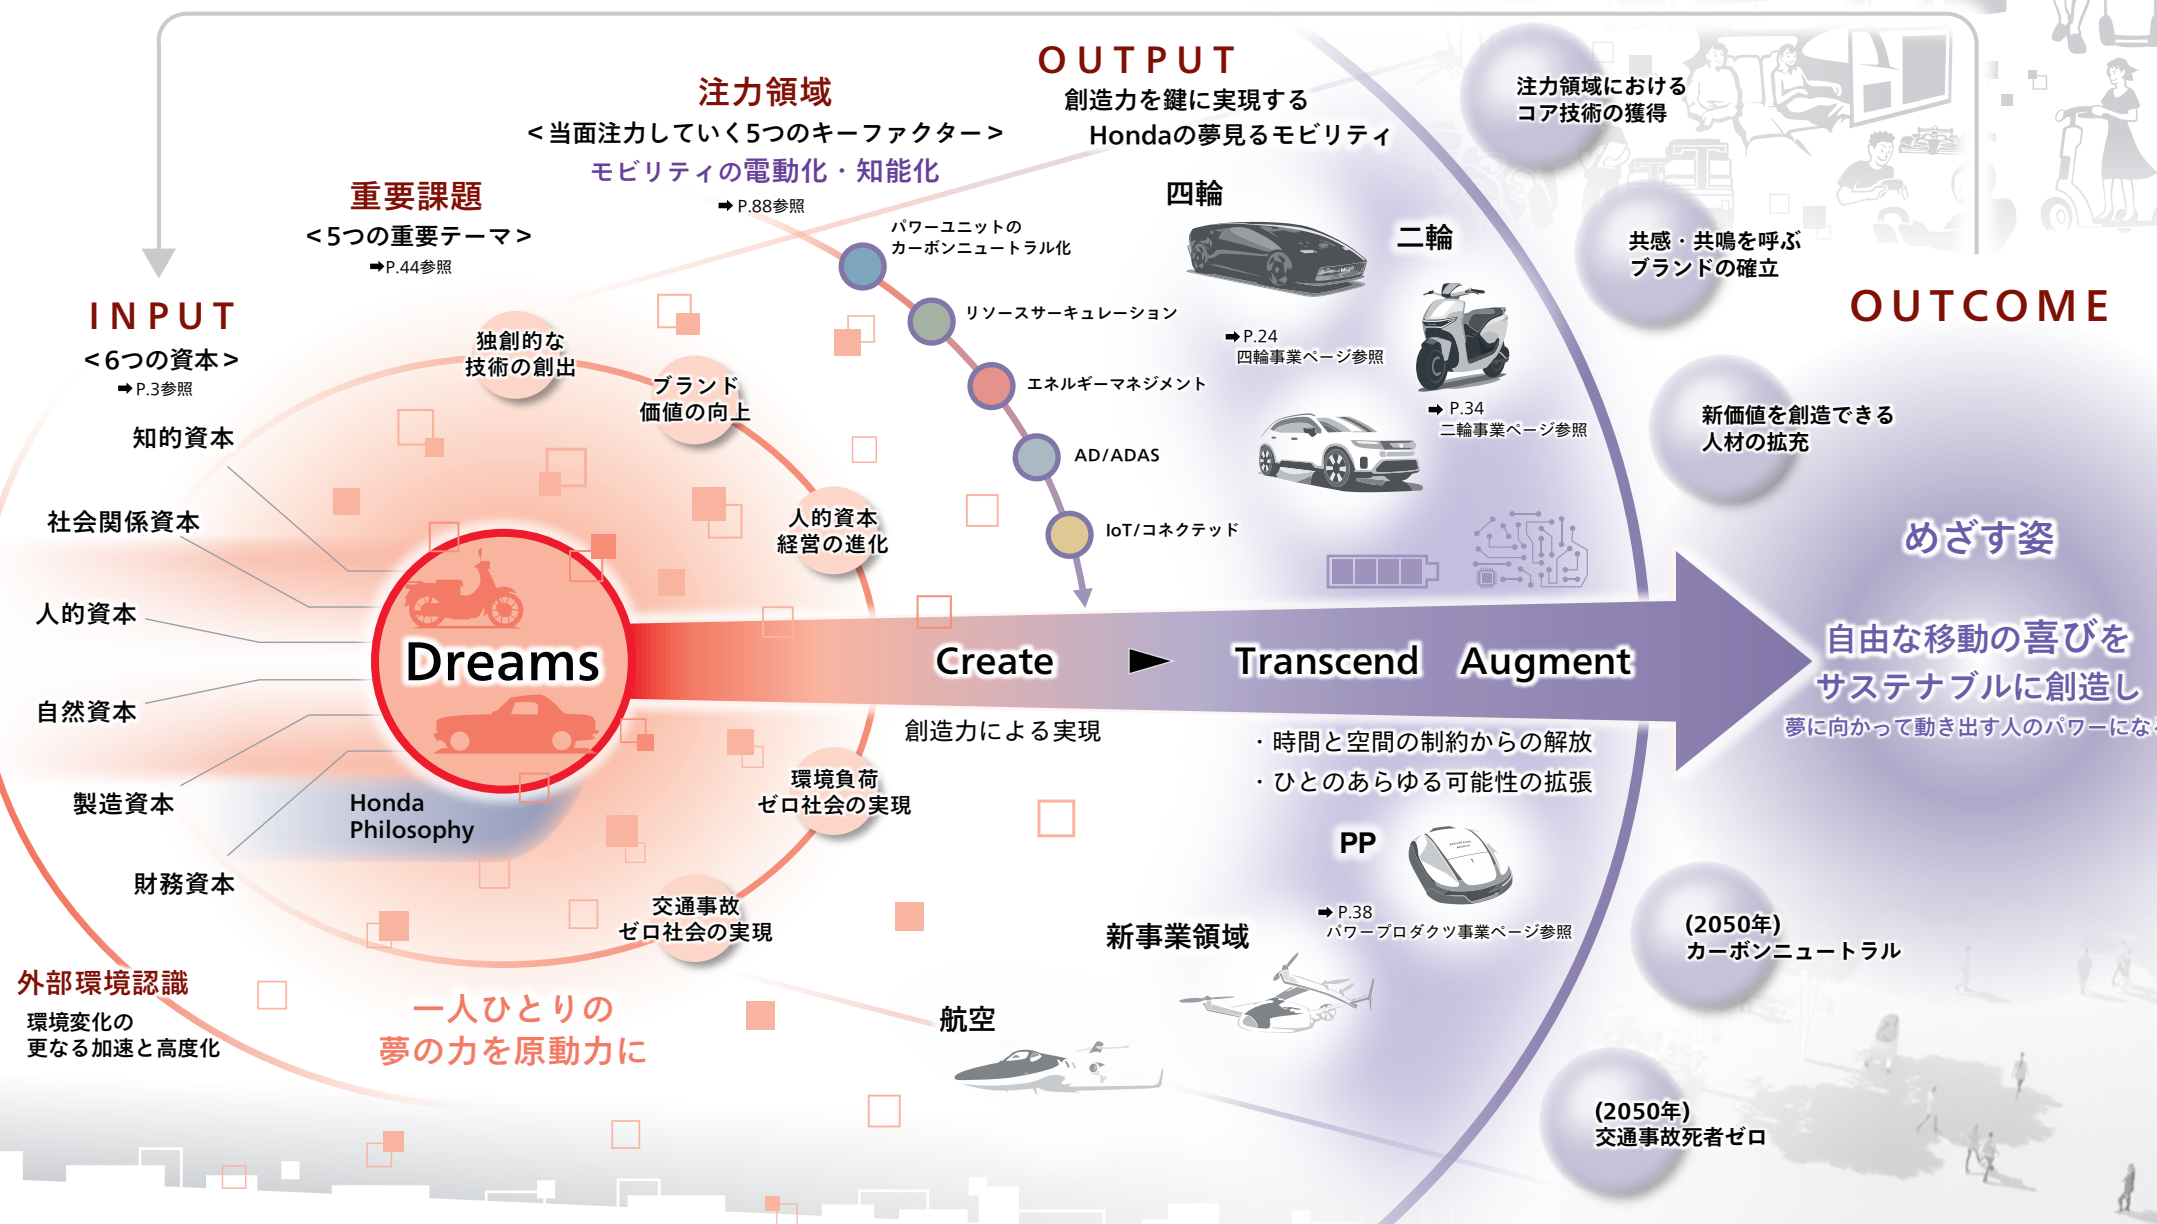 INPUT
<6つの資本>
➡P.3参照
知的資本
社会関係資本
人的資本
自然資本
製造資本
財務資本
外部環境認識
環境変化の
更なる加速と高度化
重要課題
<5つの重要テーマ>
➡P.44参照
独創的な
技術の創出
ブランド
価値の向上
人的資本
経営の進化
環境負荷
ゼロ社会の実現
交通事故
ゼロ社会の実現
Dreams
Honda
Philosophy
一人ひとりの
夢の力を原動力に
注力領域
<当面注力していく5つのキーファクター>
モビリティの電動化・知能化
➡P.88参照
パワーユニットの
カーボンニュートラル化
リソースサーキュレーション
エネルギーマネジメント
AD/ADAS
IoT/コネクテッド
Create ▶ Transcend Augment
創造力による実現
・時間と空間の制約からの解放
・ひとのあらゆる可能性の拡張
OUTPUT
創造力を鍵に実現する
Hondaの夢見るモビリティ
四輪
➡P.24
四輪事業ページ参照
二輪
➡P.34
二輪事業ページ参照
PP
HONDA
➡P.38
パワープロダクツ事業ページ参照
新事業領域
航空
注力領域における
コア技術の獲得
共感・共鳴を呼ぶ
ブランドの確立
新価値を創造できる
人材の拡充
(2050年)
カーボンニュートラル
(2050年)
交通事故死者ゼロ
OUTCOME
めざす姿
自由な移動の喜びを
サステナブルに創造し
夢に向かって動き出す人のパワーにな